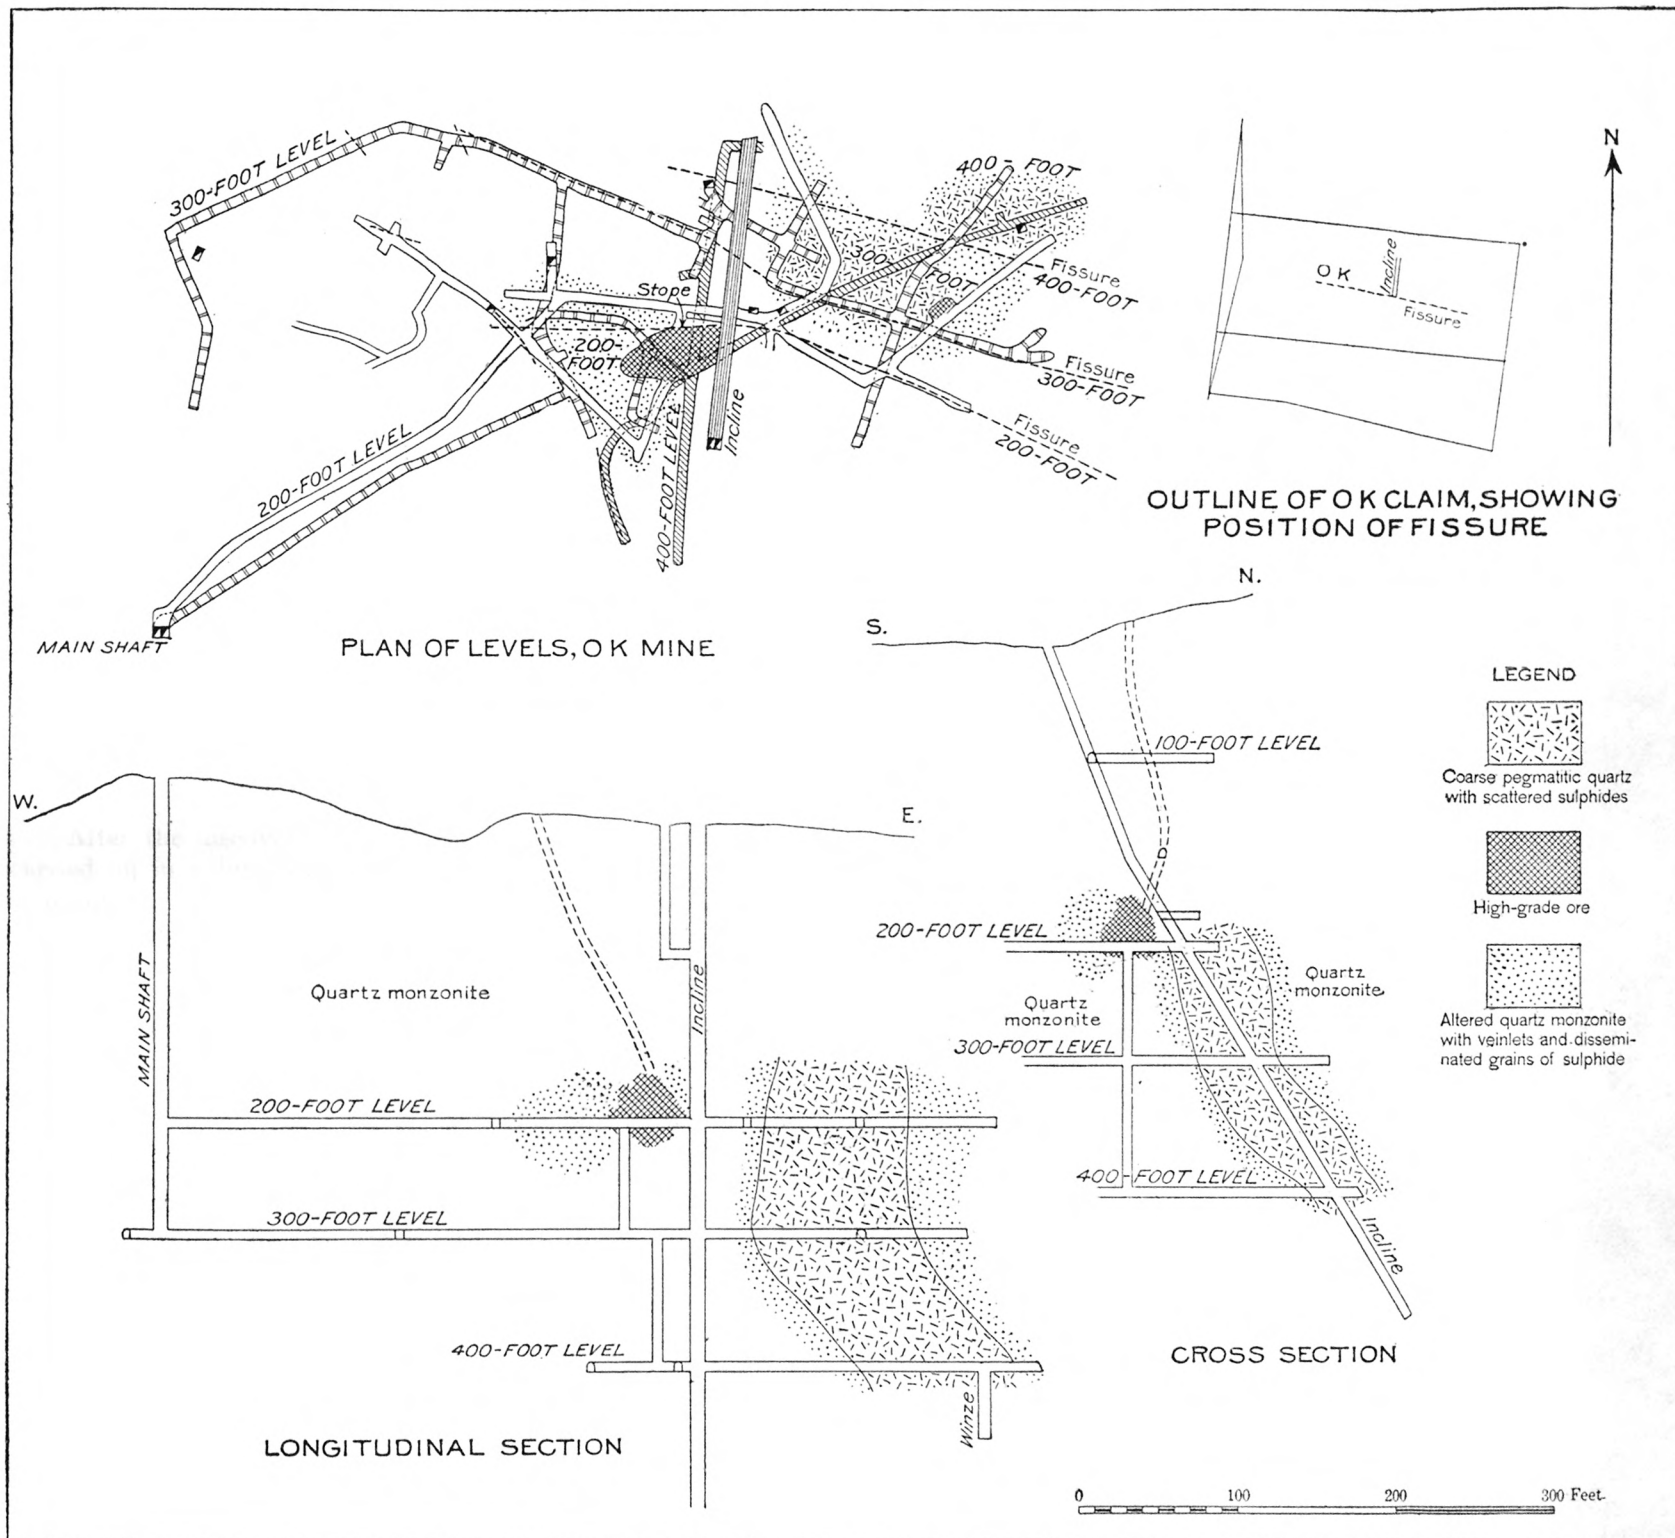 300-FOOT LEVEL
400- FOOT
300-
FOOT
Fissure
400-FOOT
Stope
200-
FOOT
Fissure
300-FOOT
Incline
Fissure
200-FOOT
200-FOOT LEVEL
400-FOOT LEVEL
MAIN SHAFT
PLAN OF LEVELS, O K MINE
N
O K
Incline
Fissure
OUTLINE OF O K CLAIM, SHOWING
POSITION OF FISSURE
S.
N.
100-FOOT LEVEL
200-FOOT LEVEL
Quartz
monzonite
Quartz
monzonite
300-FOOT LEVEL
400-FOOT LEVEL
Incline
CROSS SECTION
LEGEND
Coarse pegmatitic quartz
with scattered sulphides
High-grade ore
Altered quartz monzonite
with veinlets and dissemi-
nated grains of sulphide
W.
E.
MAIN SHAFT
Quartz monzonite
Incline
200-FOOT LEVEL
300-FOOT LEVEL
400-FOOT LEVEL
Winze
LONGITUDINAL SECTION
0 100 200 300 Feet